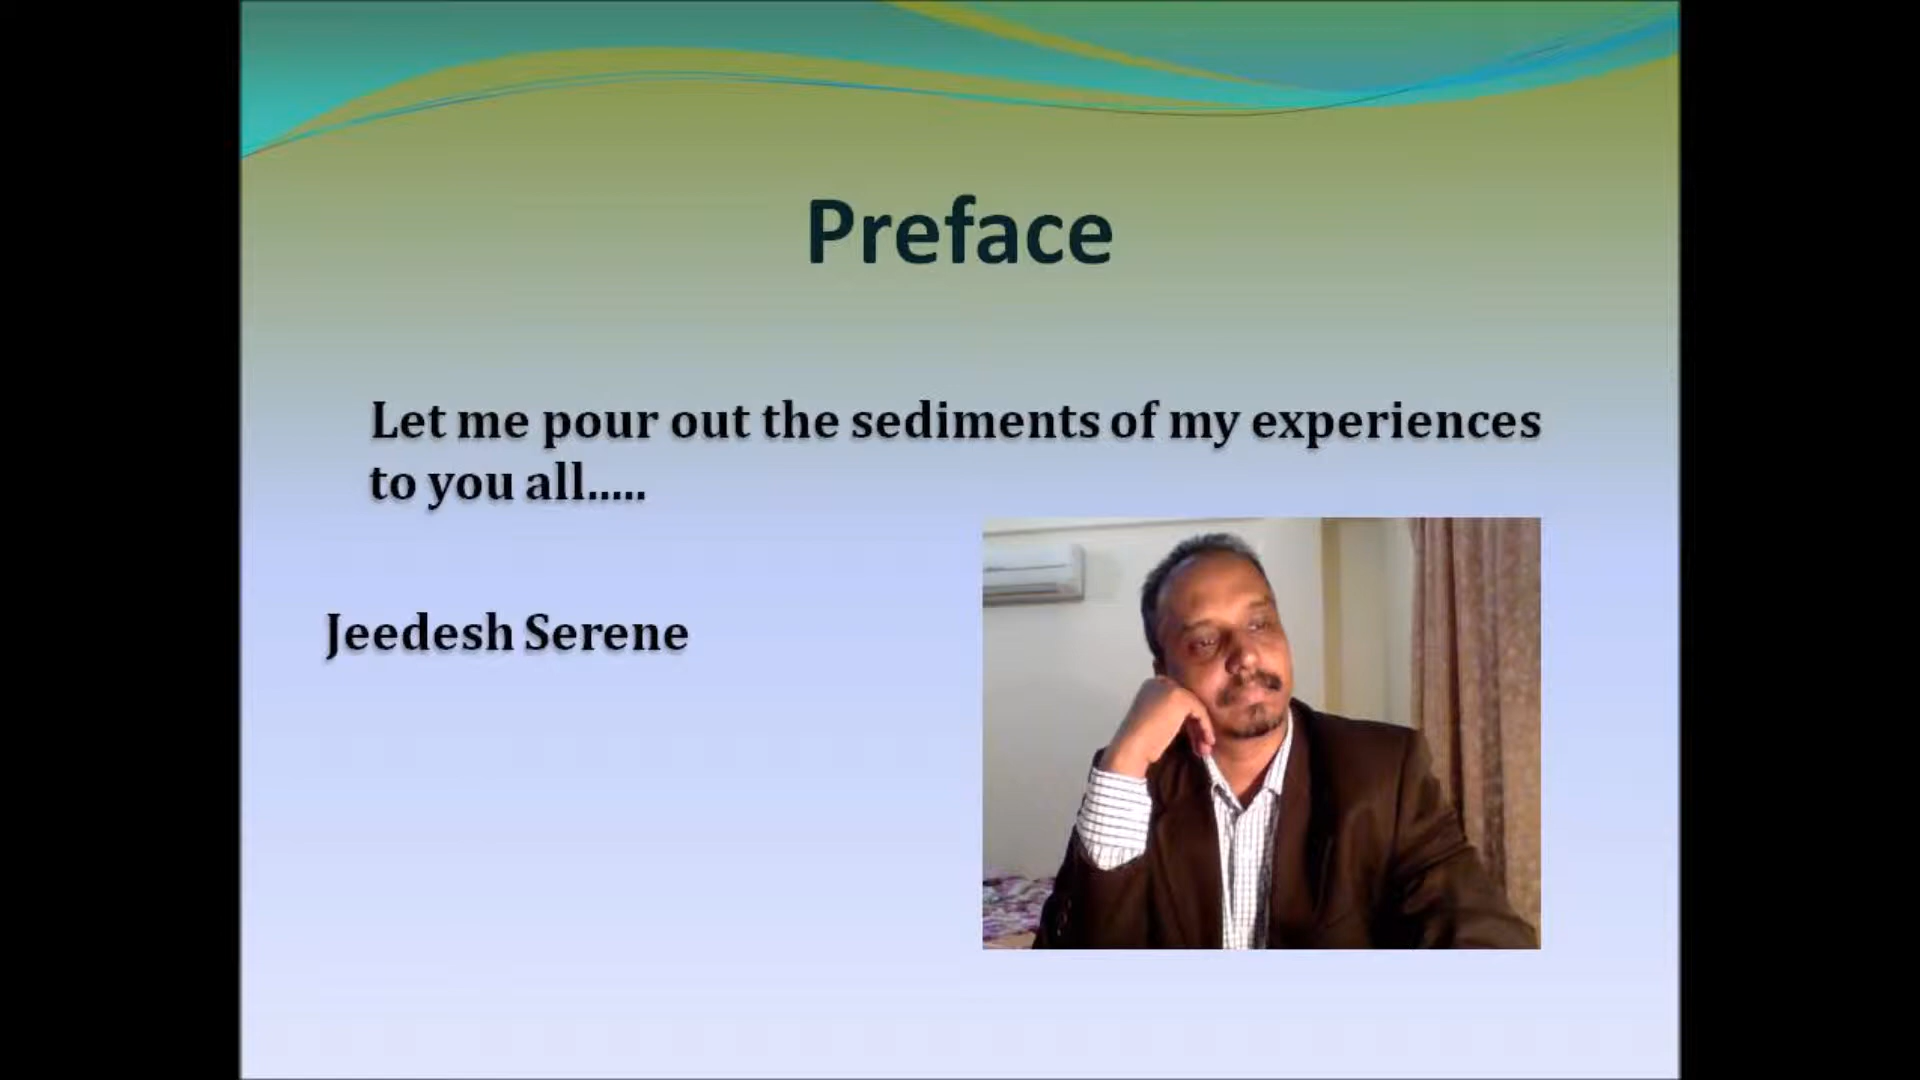 Preface
Let me pour out the sediments of my experiences
to you all.....
Jeedesh Serene